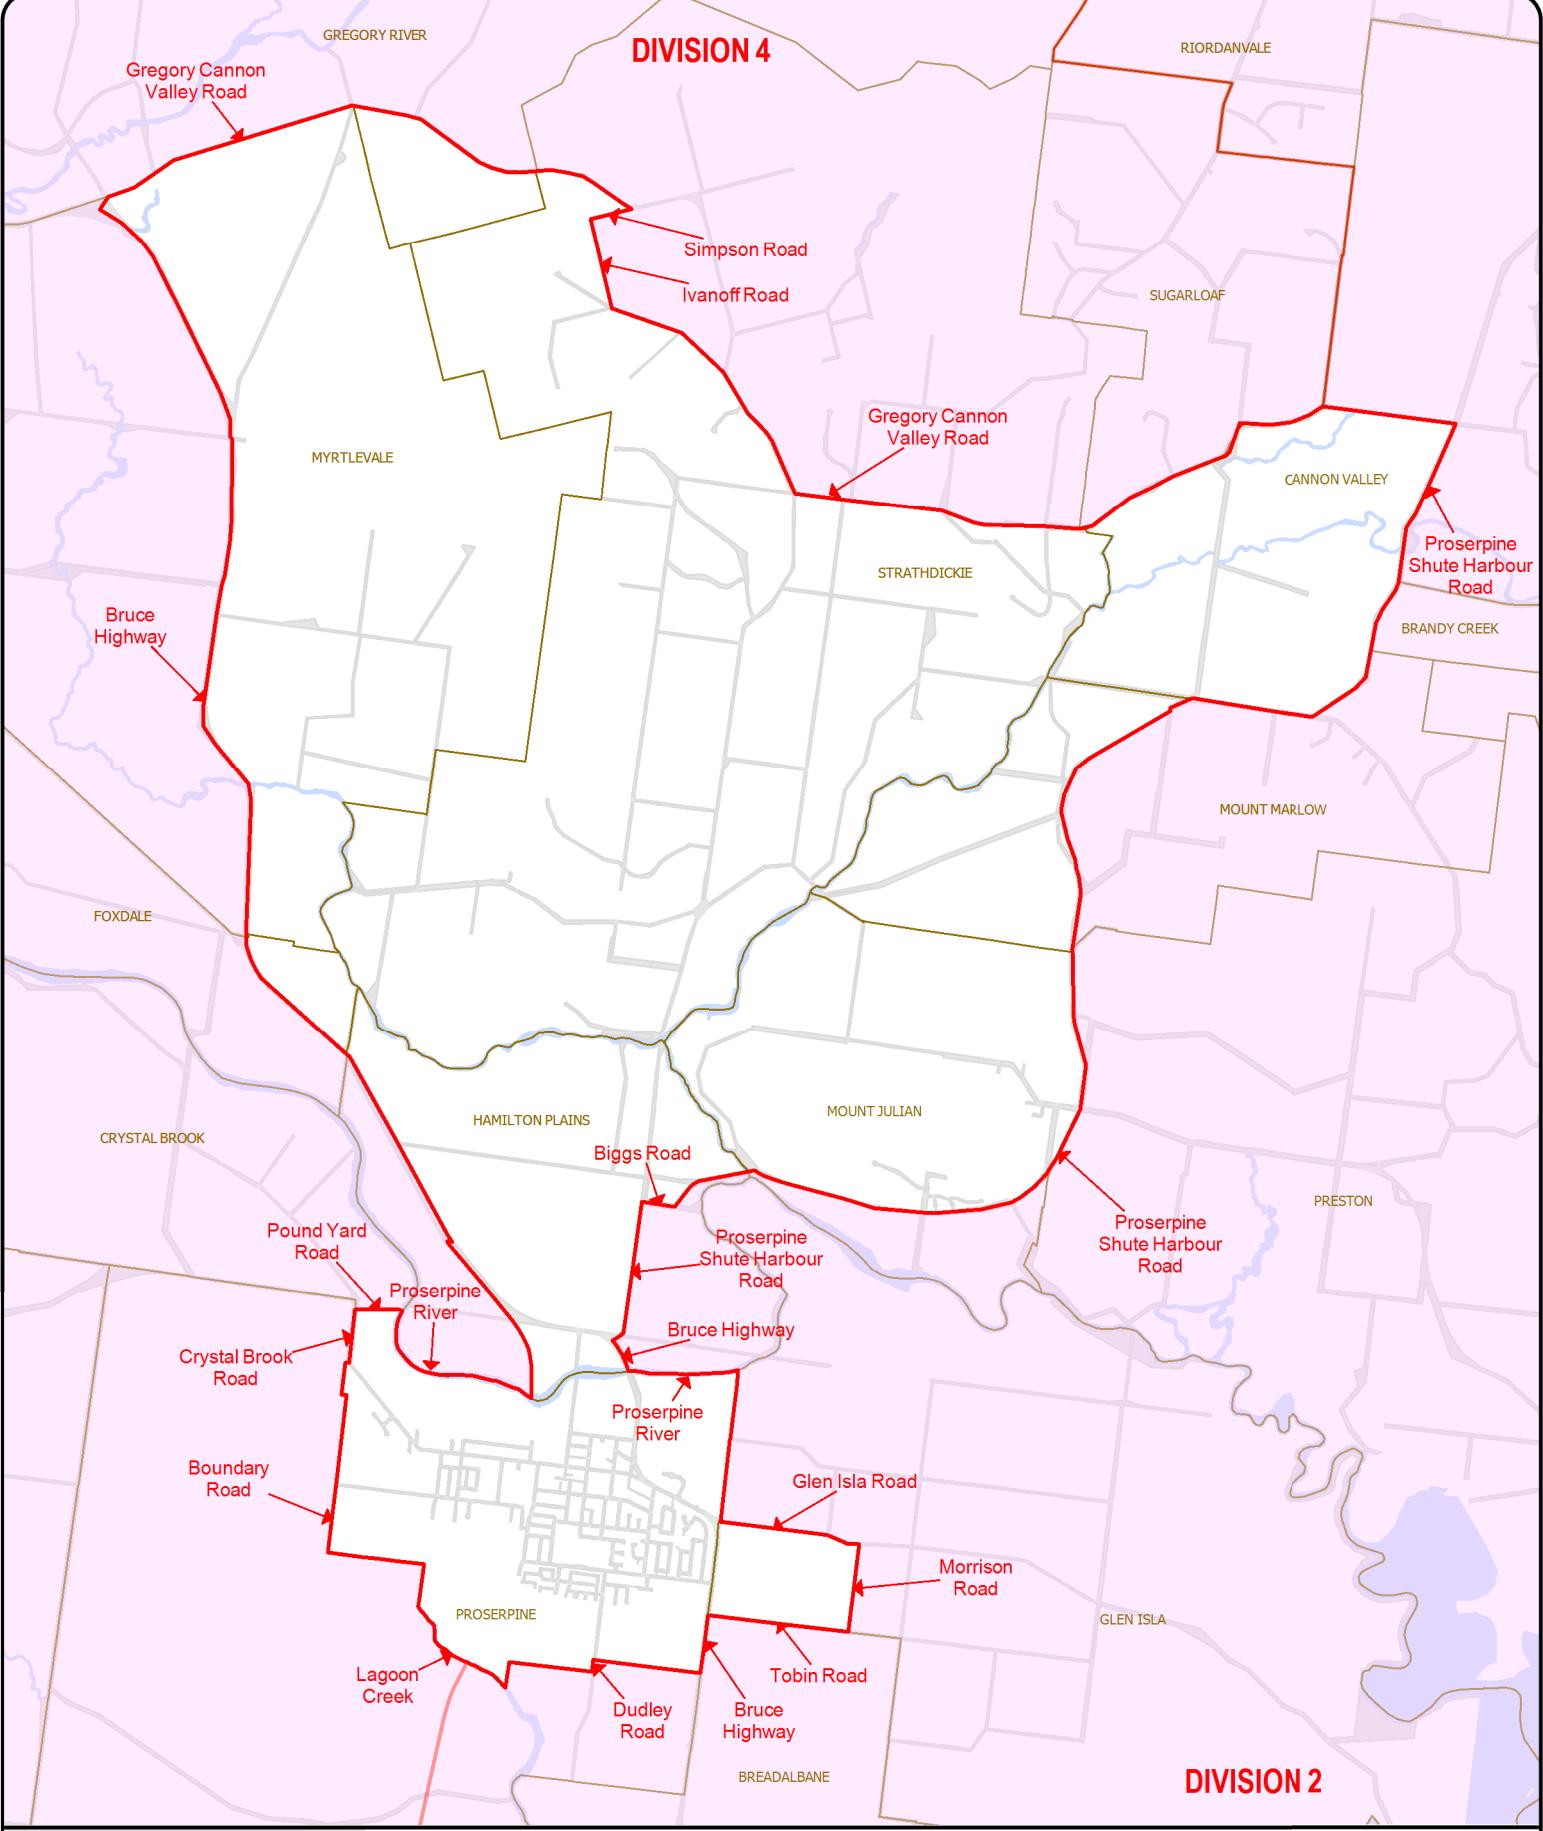 GREGORY RIVER
DIVISION 4
RIORDANVALE
Gregory Cannon
Valley Road
Simpson Road
Ivanoff Road
SUGARLOAF
Gregory Cannon
Valley Road
MYRTLEVALE
CANNON VALLEY
Proserpine
Shute Harbour
Road
STRATHDICKIE
Bruce
Highway
BRANDY CREEK
MOUNT MARLOW
FOXDALE
HAMILTON PLAINS
MOUNT JULIAN
CRYSTAL BROOK
Biggs Road
PRESTON
Pound Yard
Road
Proserpine
Shute Harbour
Road
Proserpine
Shute Harbour
Road
Proserpine
River
Bruce Highway
Crystal Brook
Road
Proserpine
River
Boundary
Road
Glen Isla Road
Morrison
Road
PROSERPINE
GLEN ISLA
Lagoon
Creek
Tobin Road
Dudley
Road
Bruce
Highway
BREADALBANE
DIVISION 2